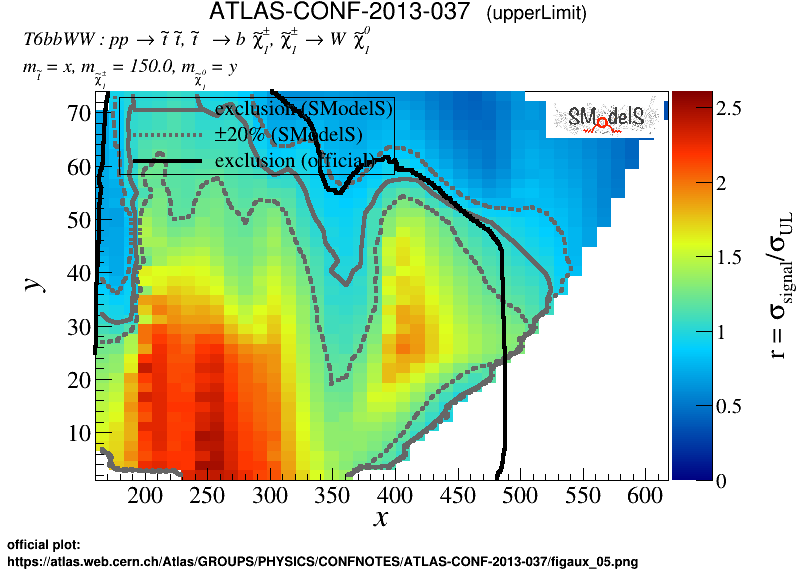 ATLAS-CONF-2013-037 (upperLimit)
T6bbWW : pp → t̃ t̃, t̃ → b χ̃₁±, χ̃₁± → W χ̃₁⁰
m_t̃ = x, m_χ̃₁± = 150.0, m_χ̃₁⁰ = y
exclusion (SModelS)
±20% (SModelS)
exclusion (official)
SModelS
70
60
50
40
30
20
10
y
200 250 300 350 400 450 500 550 600
x
2.5
2
1.5
1
0.5
0
r = σ_signal/σ_UL
official plot:
https://atlas.web.cern.ch/Atlas/GROUPS/PHYSICS/CONFNOTES/ATLAS-CONF-2013-037/figaux_05.png